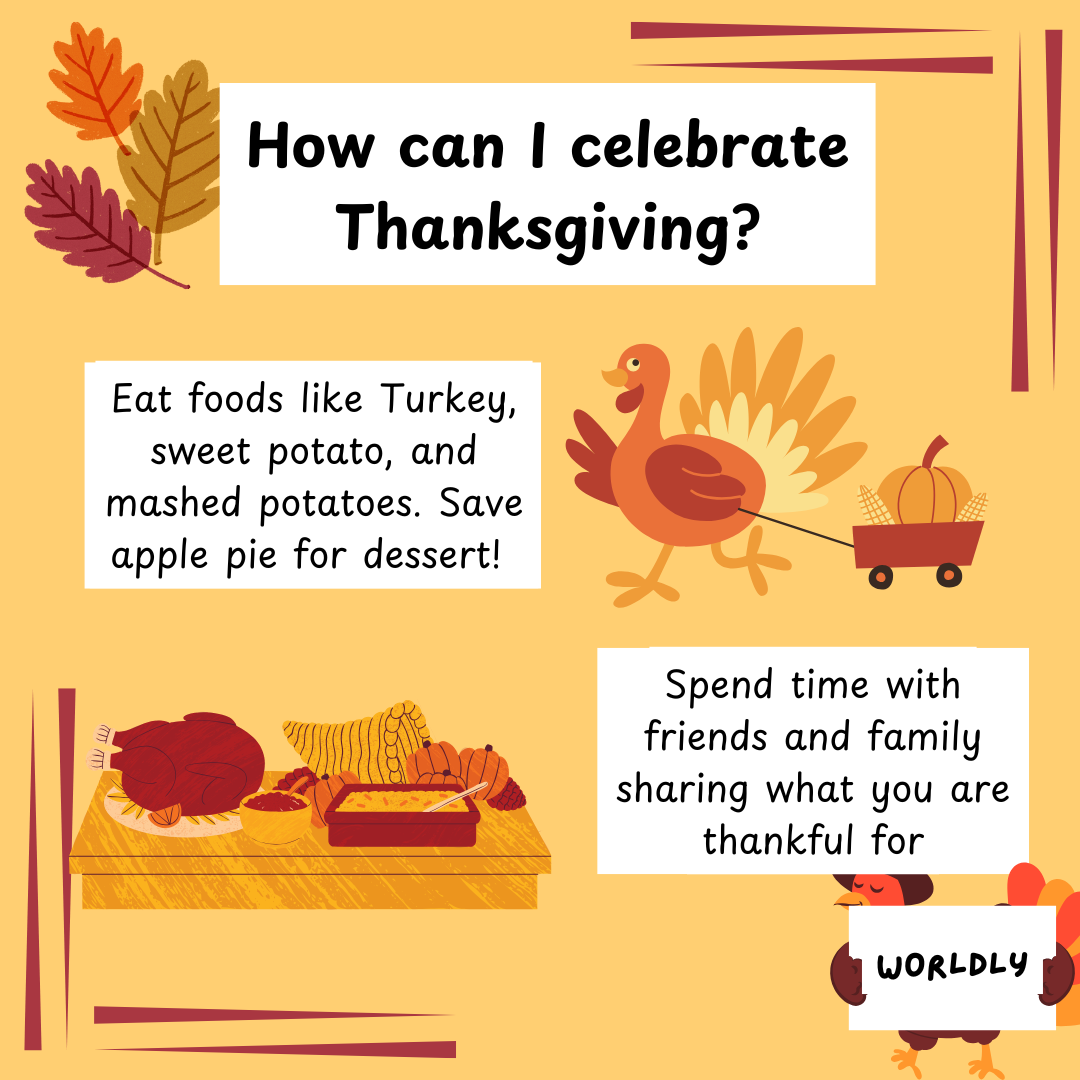 How can I celebrate
Thanksgiving?
Eat foods like Turkey,
sweet potato, and
mashed potatoes. Save
apple pie for dessert!
Spend time with
friends and family
sharing what you are
thankful for
WORLDLY